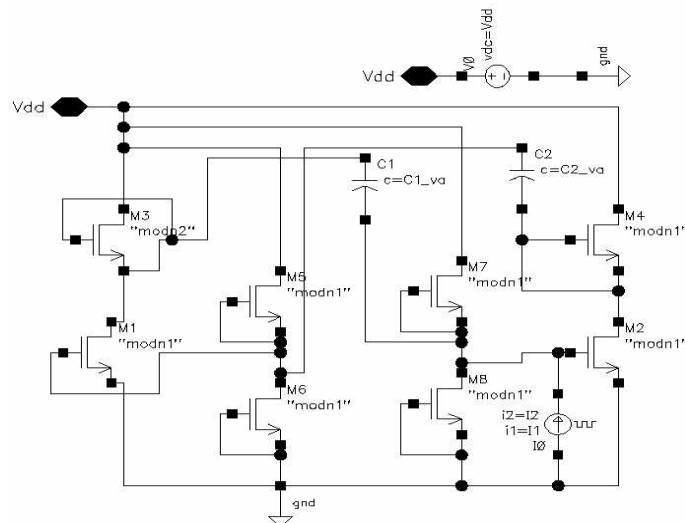 Vdd
V0
vdc=Vdd
gnd
Vdd
C1
c=C1_va
C2
c=C2_va
M3
"modn2"
M4
"modn1"
M5
"modn1"
M7
"modn1"
M1
"modn1"
M2
"modn1"
M6
"modn1"
M8
"modn1"
i2=I2
i1=I1
I0
gnd